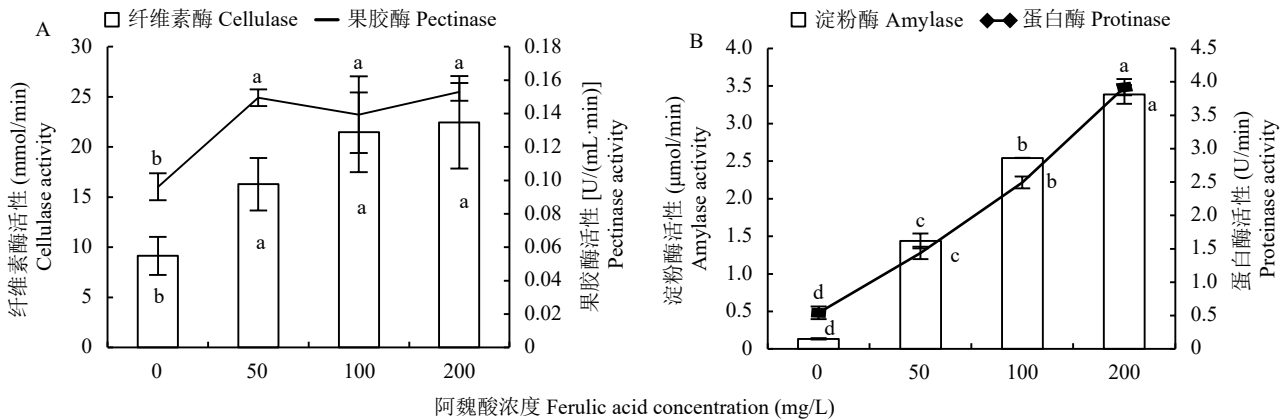 A
纤维素酶 Cellulase 果胶酶 Pectinase
纤维素酶活性 (mmol/min)
Cellulase activity
30
25
20
15
10
5
0
b
a
a
a
b
a
a
a
0.18
0.16
0.14
0.12
0.10
0.08
0.06
0.04
0.02
0
果胶酶活性 [U/(mL·min)]
Pectinase activity
0 50 100 200
B
淀粉酶 Amylase 蛋白酶 Protinase
淀粉酶活性 (μmol/min)
Amylase activity
4.0
3.5
3.0
2.5
2.0
1.5
1.0
0.5
0
d
c
b
a
d
c
b
a
4.5
4.0
3.5
3.0
2.5
2.0
1.5
1.0
0.5
0
蛋白酶活性 (U/min)
Proteinase activity
0 50 100 200
阿魏酸浓度 Ferulic acid concentration (mg/L)